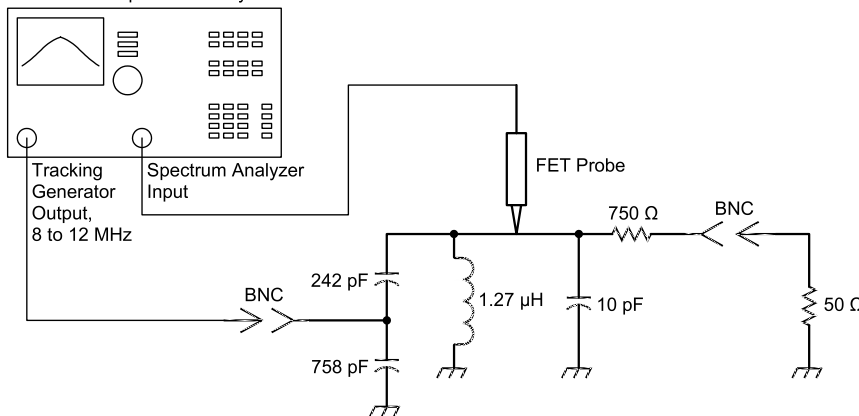 Tracking
Generator
Output,
8 to 12 MHz
Spectrum Analyzer
Input
FET Probe
750 Ω
BNC
242 pF
1.27 µH
10 pF
50 Ω
BNC
758 pF